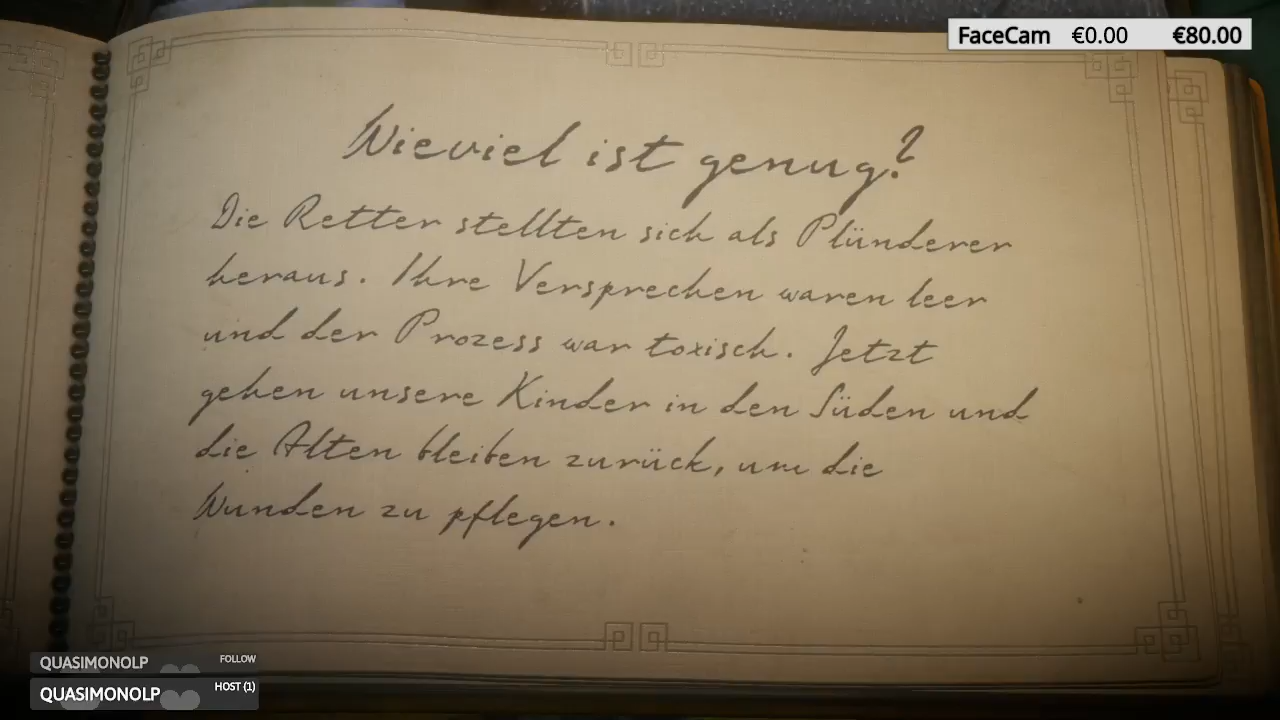 FaceCam €0.00 €80.00
Wieviel ist genug?
Die Retter stellten sich als Plünderer
heraus. Ihre Versprechen waren leer
und der Prozess war toxisch. Jetzt
gehen unsere Kinder in den Süden und
die Alten bleiben zurück, um die
Wunden zu pflegen.
QUASIMONOLP FOLLOW
QUASIMONOLP HOST (1)